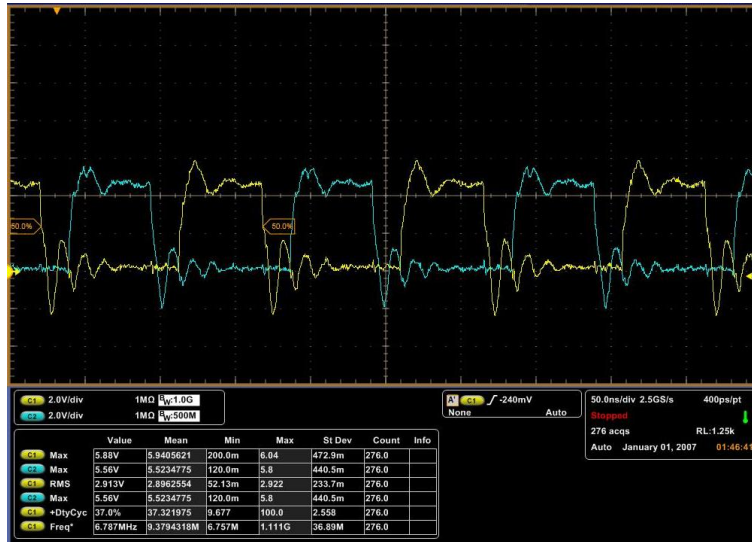 50.0% 50.0%
C1 2.0V/div 1MΩ BW:1.0G
C2 2.0V/div 1MΩ BW:500M
A' C1 -240mV
None Auto
50.0ns/div 2.5GS/s 400ps/pt
Stopped
276 acqs RL:1.25k
Auto January 01, 2007 01:46:41
Value Mean Min Max St Dev Count Info
C1 Max 5.88V 5.9405621 200.0m 6.04 472.9m 276.0
C2 Max 5.56V 5.5234775 120.0m 5.8 440.5m 276.0
C1 RMS 2.913V 2.8962554 52.13m 2.922 233.7m 276.0
C2 Max 5.56V 5.5234775 120.0m 5.8 440.5m 276.0
C1 +DtyCyc 37.0% 37.321975 9.677 100.0 2.558 276.0
C1 Freq* 6.787MHz 9.3794318M 6.757M 1.111G 36.89M 276.0